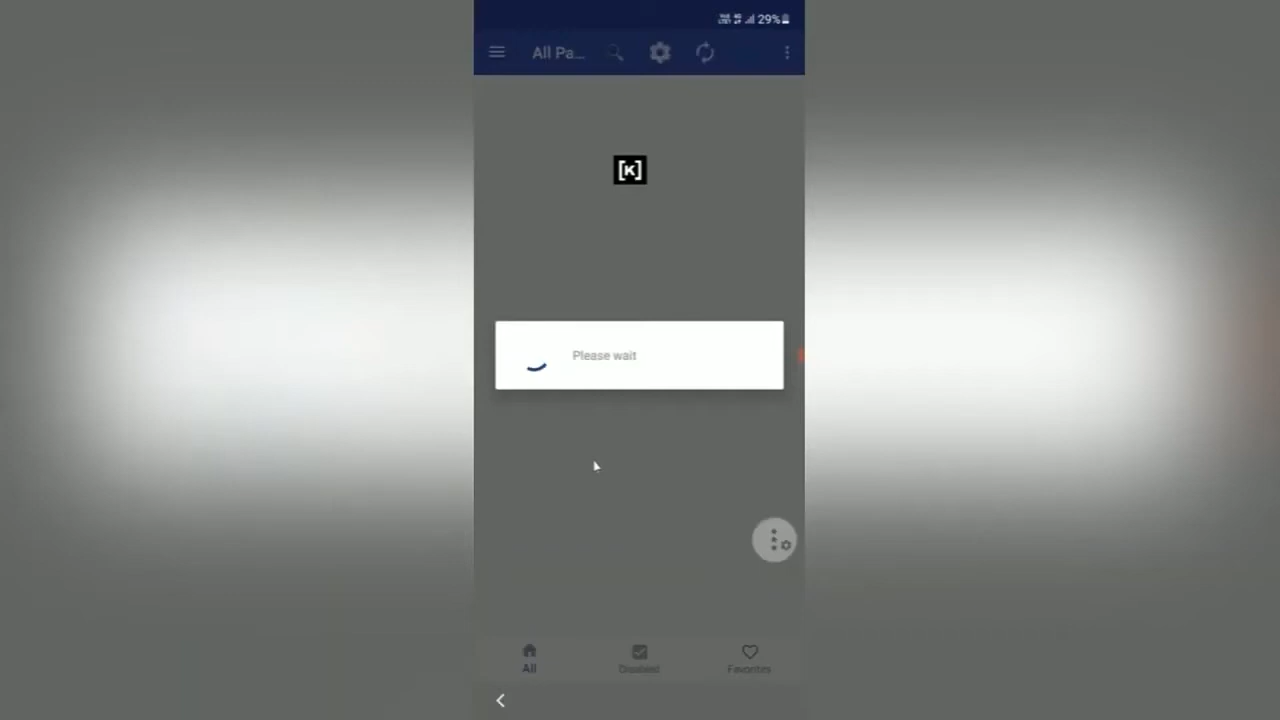 29%
All Pa...
[K]
Please wait
All
Disabled
Favorites